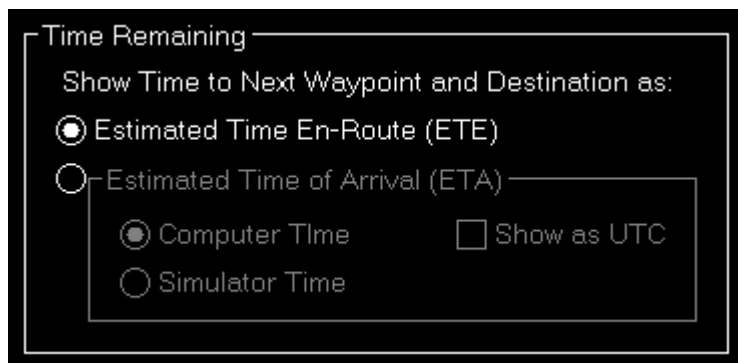 Time Remaining
Show Time to Next Waypoint and Destination as:
Estimated Time En-Route (ETE)
Estimated Time of Arrival (ETA)
Computer TIme
Show as UTC
Simulator Time